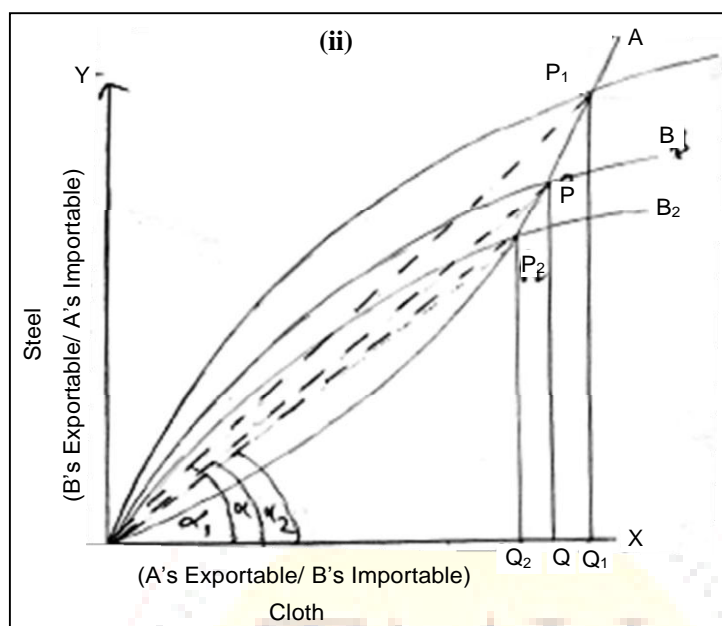 (ii)
A
Y
P₁
B
P
B₂
P₂
Steel
(B's Exportable/ A's Importable)
α₁
α
α₂
X
Q₂ Q Q₁
(A's Exportable/ B's Importable)
Cloth